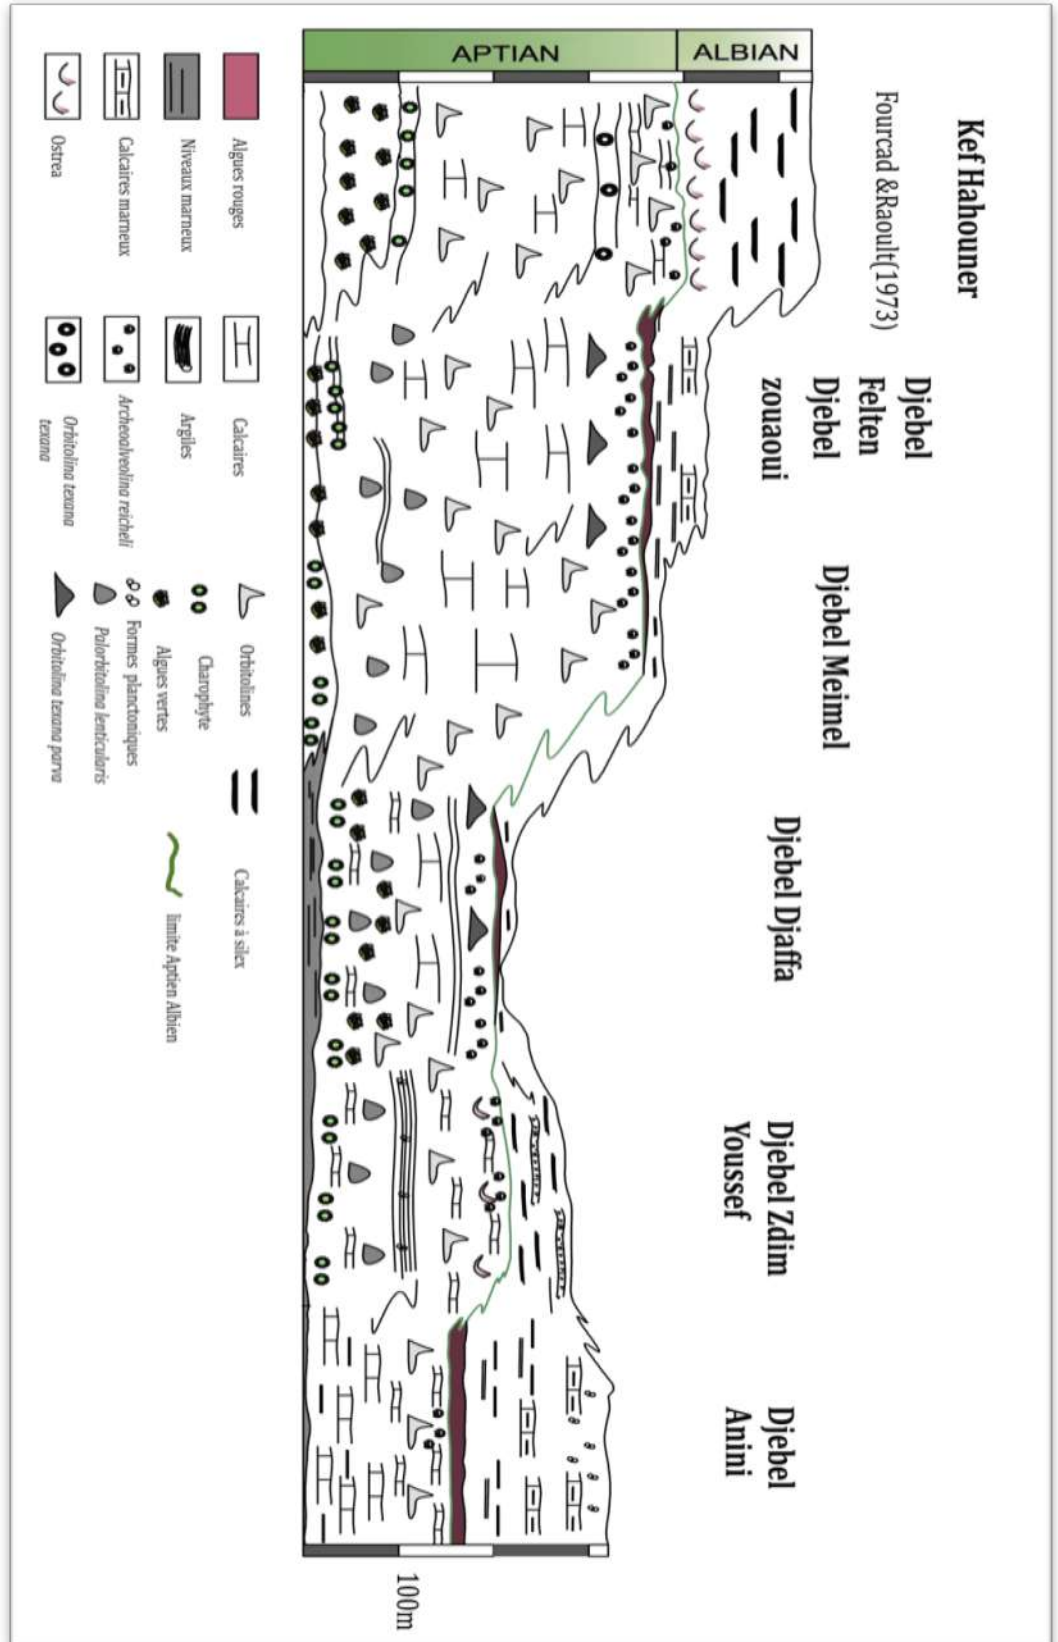 APTIAN
ALBIAN
Kef Hahouner
Fourcad &Raoult(1973)
Djebel
Felten
Djebel
zouaoui
Djebel Meimel
Djebel Djaffa
Djebel Zdim
Youssef
Djebel
Anini
100m
Algues rouges
Niveaux marneux
Calcaires marneux
Ostrea
Calcaires
Argiles
Archeoalveolina reicheli
Orbitolina texana
texana
Orbitolines
Charophyte
Algues vertes
Formes planctoniques
Palorbitolina lenticularis
Orbitolina texana parva
Calcaires à silex
limite Aptien Albien